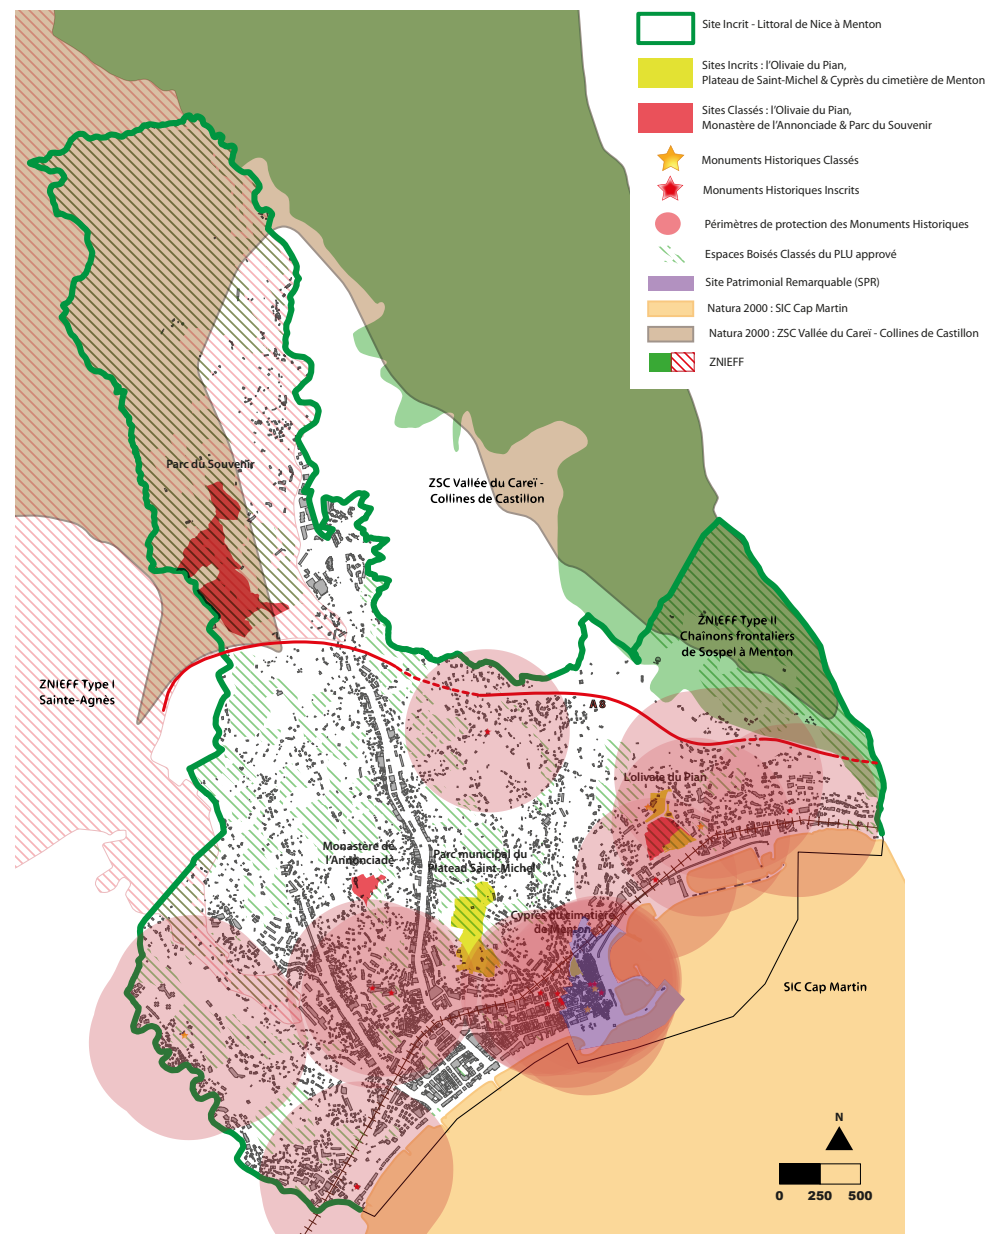 Site Incrit - Littoral de Nice à Menton
Sites Incrits : l'Olivaie du Pian,
Plateau de Saint-Michel & Cyprès du cimetière de Menton
Sites Classés : l'Olivaie du Pian,
Monastère de l'Annonciade & Parc du Souvenir
Monuments Historiques Classés
Monuments Historiques Inscrits
Périmètres de protection des Monuments Historiques
Espaces Boisés Classés du PLU apprové
Site Patrimonial Remarquable (SPR)
Natura 2000 : SIC Cap Martin
Natura 2000 : ZSC Vallée du Careï - Collines de Castillon
ZNIEFF
Parc du Souvenir
ZSC Vallée du Careï -
Collines de Castillon
ZNIEFF Type II
Chaînons frontaliers
de Sospel à Menton
ZNIEFF Type I
Sainte-Agnès
A 8
L'olivaie du Pian
Monastère de
l'Annonciade
Parc municipal du
Plateau Saint-Michel
Cyprès du cimetière
de Menton
SIC Cap Martin
N
0 250 500